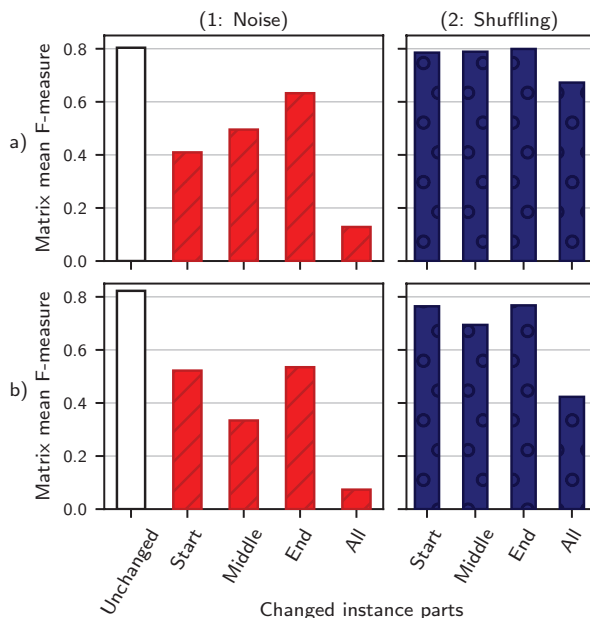 (1: Noise)
(2: Shuffling)
a)
Matrix mean F-measure
0.8
0.6
0.4
0.2
0.0
b)
Matrix mean F-measure
0.8
0.6
0.4
0.2
0.0
Unchanged
Start
Middle
End
All
Start
Middle
End
All
Changed instance parts